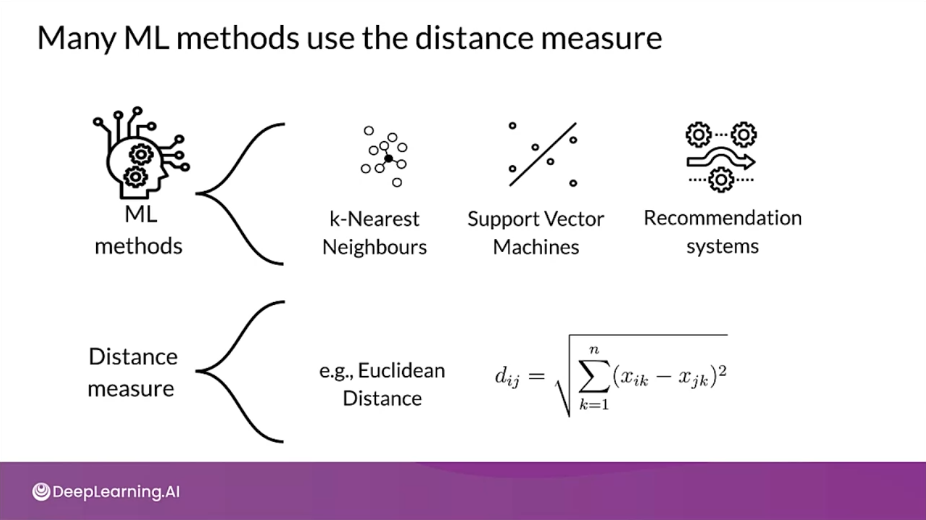 Many ML methods use the distance measure
ML
methods
k-Nearest
Neighbours
Support Vector
Machines
Recommendation
systems
Distance
measure
e.g., Euclidean
Distance
d_{ij} = \sqrt{\sum_{k=1}^{n} (x_{ik} - x_{jk})^2}
DeepLearning.AI